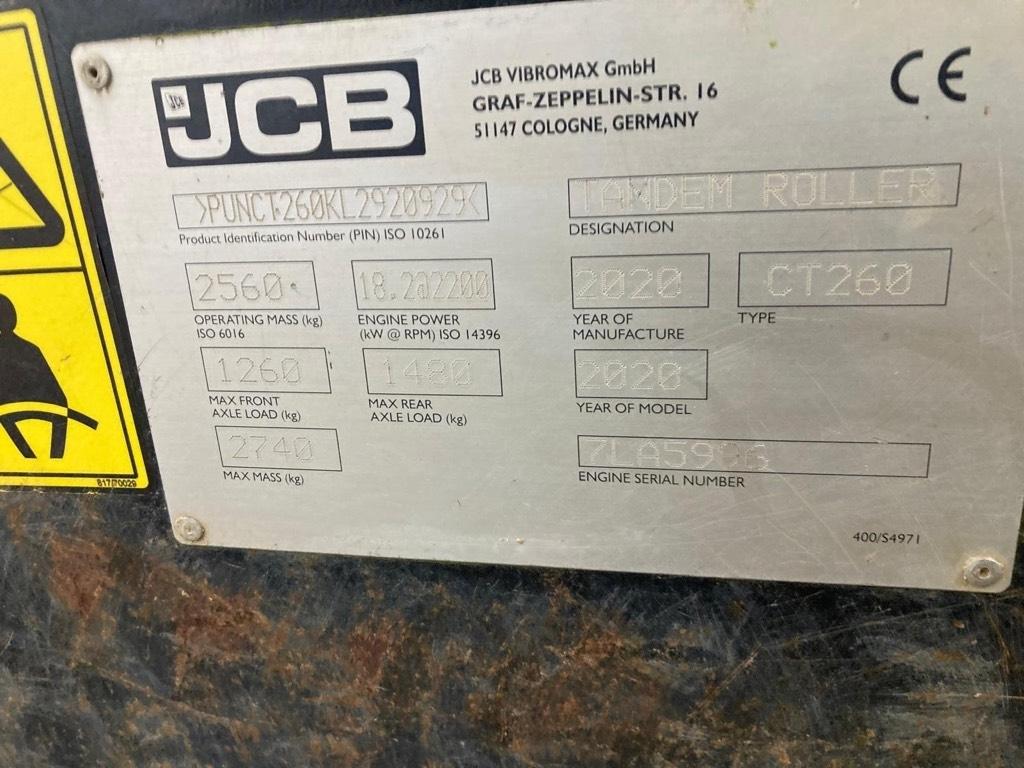 JCB
JCB VIBROMAX GmbH
GRAF-ZEPPELIN-STR. 16
51147 COLOGNE, GERMANY
CE
>PUNCT260KL2920929<
Product Identification Number (PIN) ISO 10261
TANDEM ROLLER
DESIGNATION
2560
OPERATING MASS (kg)
ISO 6016
18.2@2200
ENGINE POWER
(kW @ RPM) ISO 14396
2020
YEAR OF
MANUFACTURE
CT260
TYPE
1260
MAX FRONT
AXLE LOAD (kg)
1480
MAX REAR
AXLE LOAD (kg)
2020
YEAR OF MODEL
2740
MAX MASS (kg)
ENGINE SERIAL NUMBER
400/S4971
817/70029